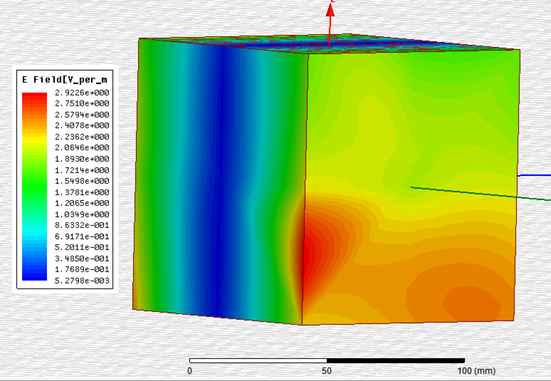 E Field[V_per_m
2.9226e+000
2.7510e+000
2.5794e+000
2.4078e+000
2.2362e+000
2.0646e+000
1.8930e+000
1.7214e+000
1.5498e+000
1.3781e+000
1.2065e+000
1.0349e+000
8.6332e-001
6.9171e-001
5.2011e-001
3.4850e-001
1.7689e-001
5.2798e-003
0
50
100 (mm)